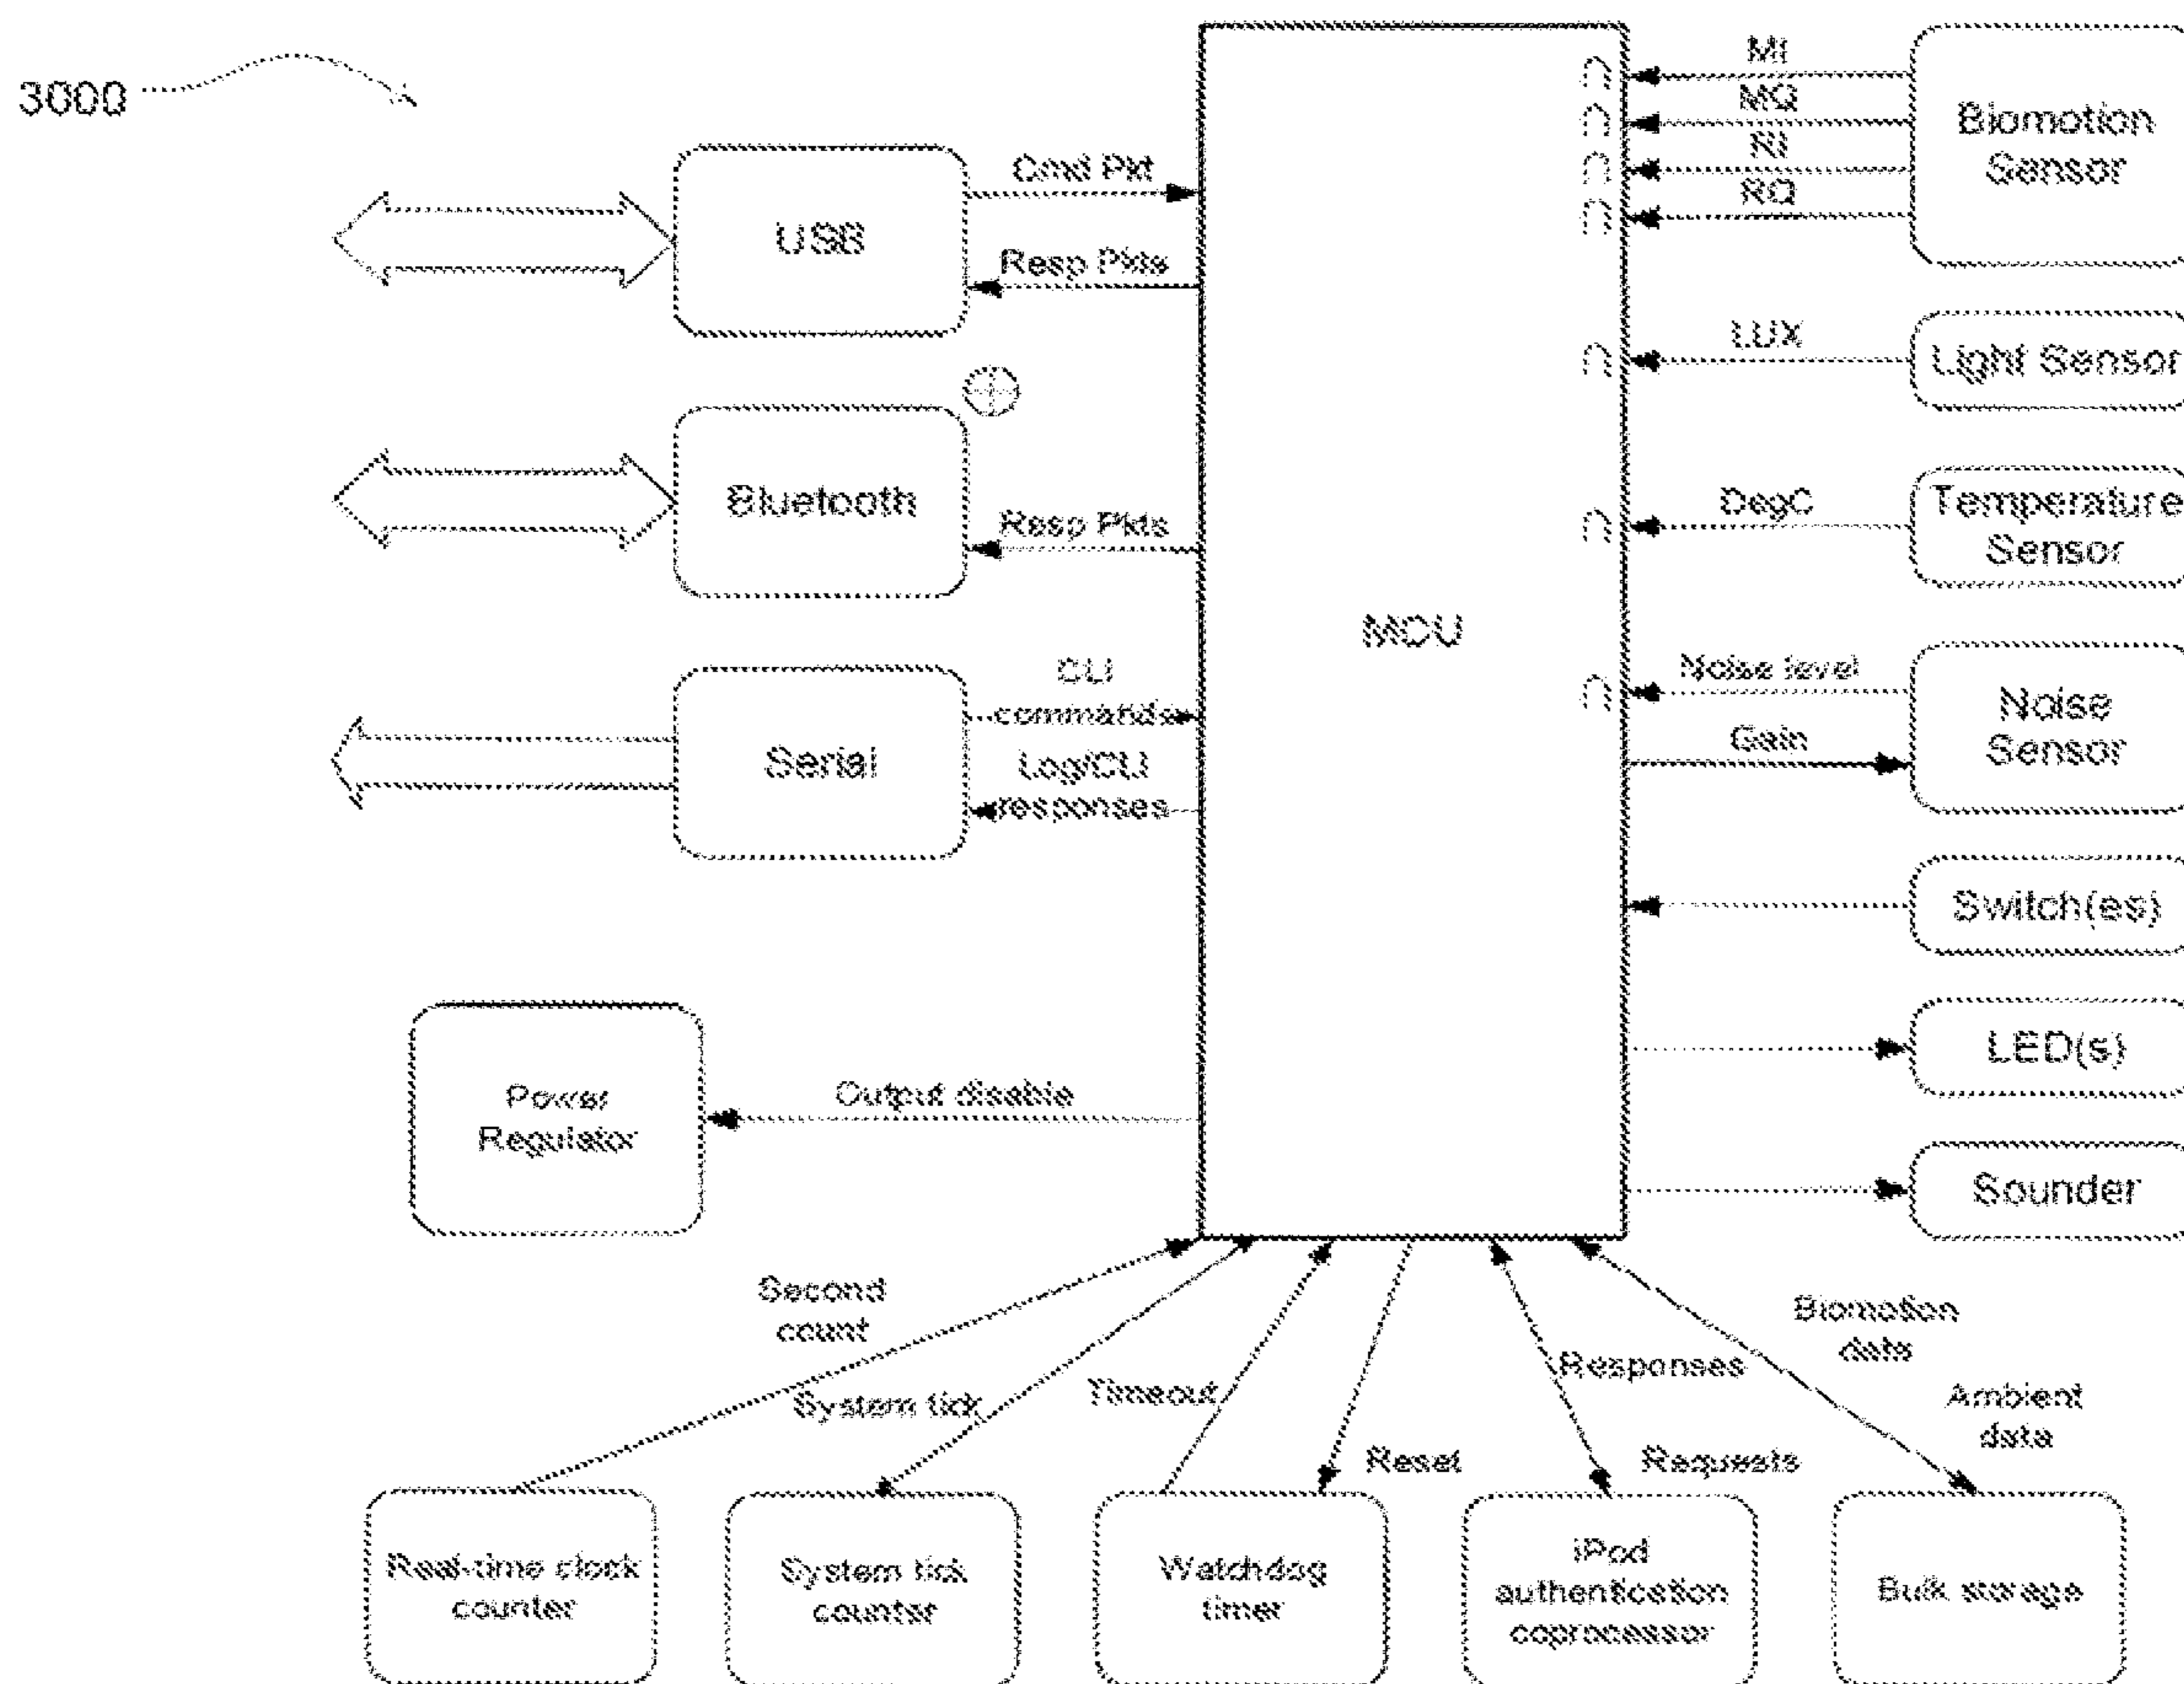 3000
USB
Cmd Pkt
Resp Pkts
Bluetooth
Resp Pkts
Serial
CLI
commands
Log/CLI
responses
MCU
MI
MQ
RI
RQ
Biomotion
Sensor
LUX
Light Sensor
DegC
Temperature
Sensor
Noise level
Gain
Noise
Sensor
Switch(es)
LED(s)
Sounder
Power
Regulator
Output disable
Second
count
System tick
Timeout
Reset
Responses
Requests
Biomotion
data
Ambient
data
Real-time clock
counter
System tick
counter
Watchdog
timer
iPod
authentication
coprocessor
Bulk storage